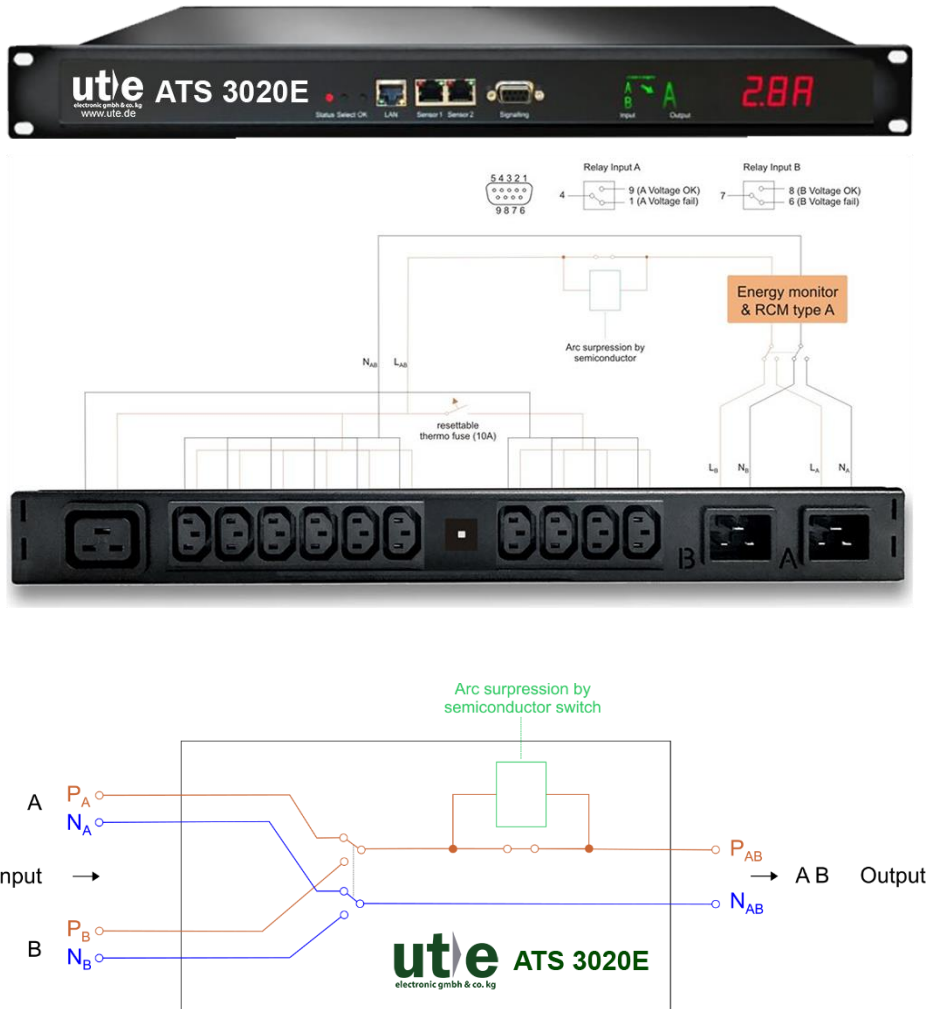 ut e ATS 3020E
electronic gmbh & co. kg
www.ute.de
Status Select OK LAN Sensor 1 Sensor 2 Signalling
A
B
A
Input Output
2.8A
Relay Input A
Relay Input B
5 4 3 2 1
9 8 7 6
4
9 (A Voltage OK)
1 (A Voltage fail)
7
8 (B Voltage OK)
6 (B Voltage fail)
Energy monitor
& RCM type A
Arc surpression by
semiconductor
NAB LAB
resettable
thermo fuse (10A)
LB NB LA NA
B A
Arc surpression by
semiconductor switch
A
PA
NA
nput → → A B Output
PAB
NAB
B
PB
NB
ut e ATS 3020E
electronic gmbh & co. kg